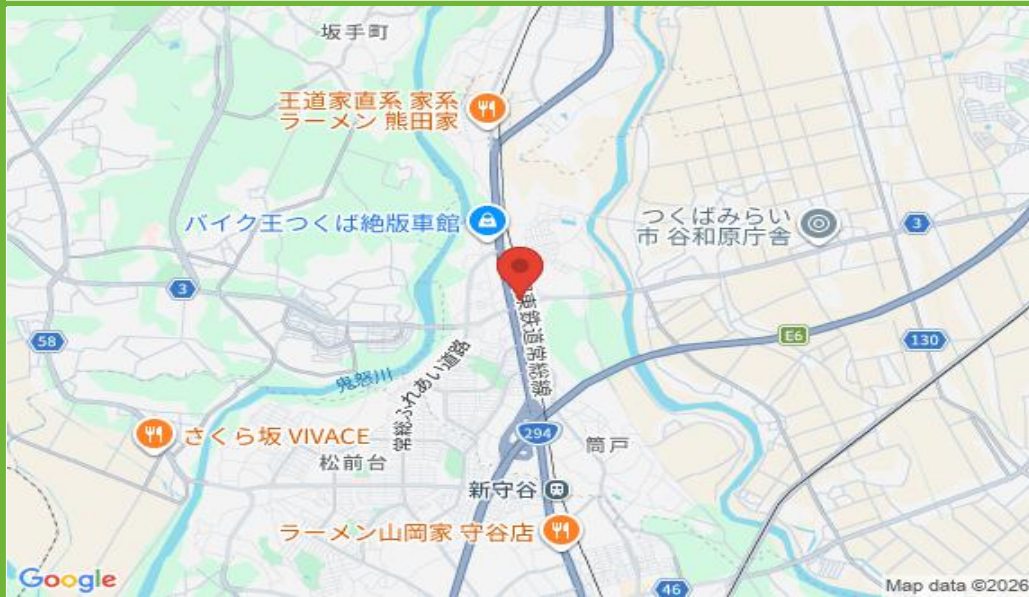 坂手町
王道家直系 家系
ラーメン 熊田家
バイク王つくば絶版車館
つくばみらい
市 谷和原庁舎
3
3
58
東鉄道常総線
E6
130
鬼怒川
常総ふれあい道路
さくら坂 VIVACE
松前台
294
筒戸
新守谷
ラーメン山岡家 守谷店
46
Google
Map data ©2026